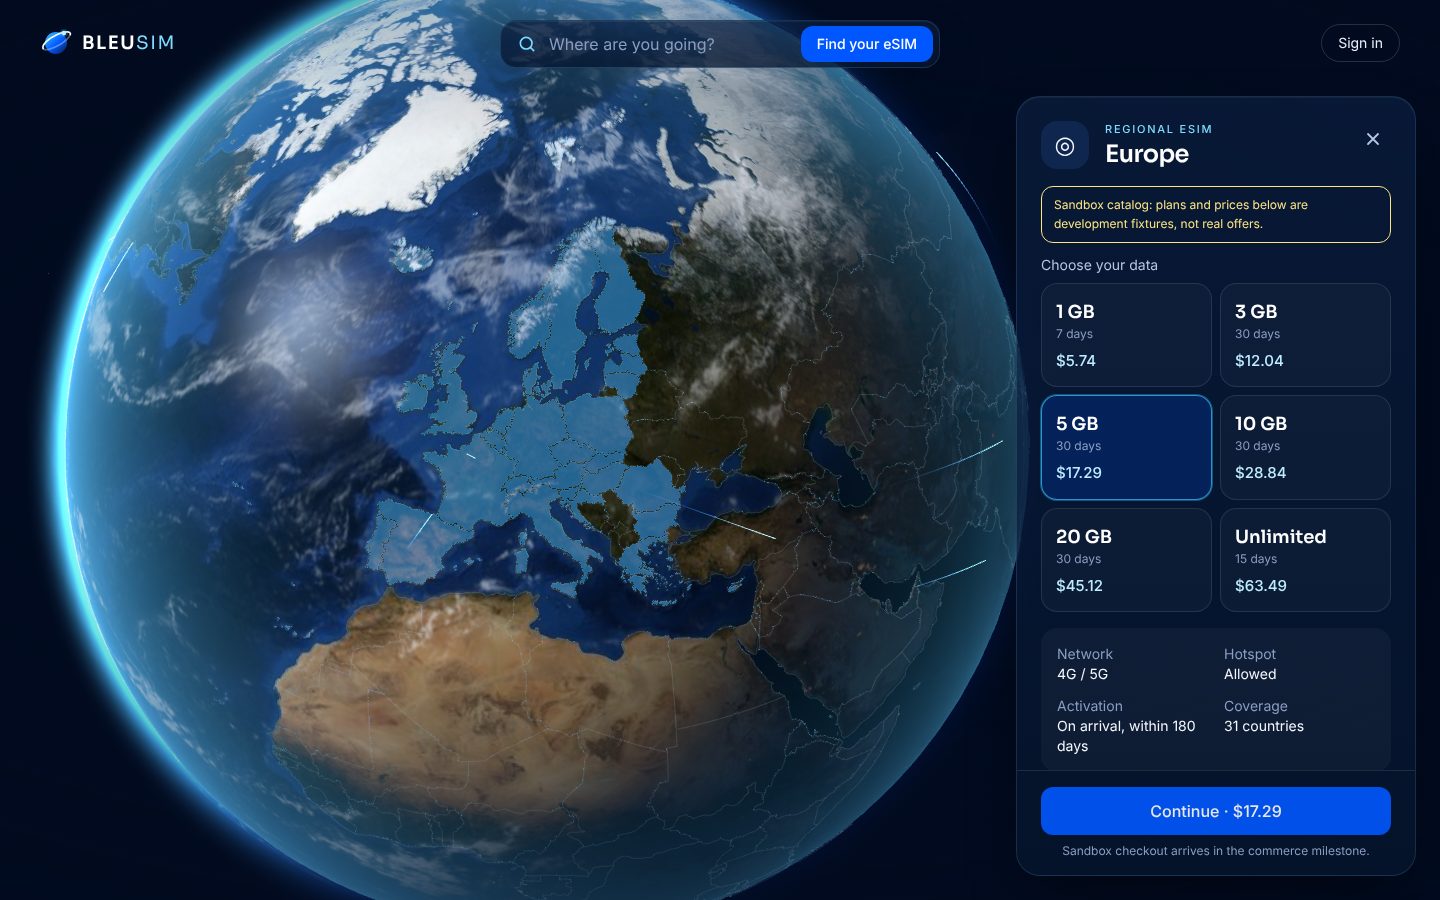 BLEUSIM
Where are you going?
Find your eSIM
Sign in
REGIONAL ESIM
Europe
Sandbox catalog: plans and prices below are
development fixtures, not real offers.
Choose your data
1 GB
7 days
$5.74
3 GB
30 days
$12.04
5 GB
30 days
$17.29
10 GB
30 days
$28.84
20 GB
30 days
$45.12
Unlimited
15 days
$63.49
Network
4G / 5G
Hotspot
Allowed
Activation
On arrival, within 180
days
Coverage
31 countries
Continue · $17.29
Sandbox checkout arrives in the commerce milestone.